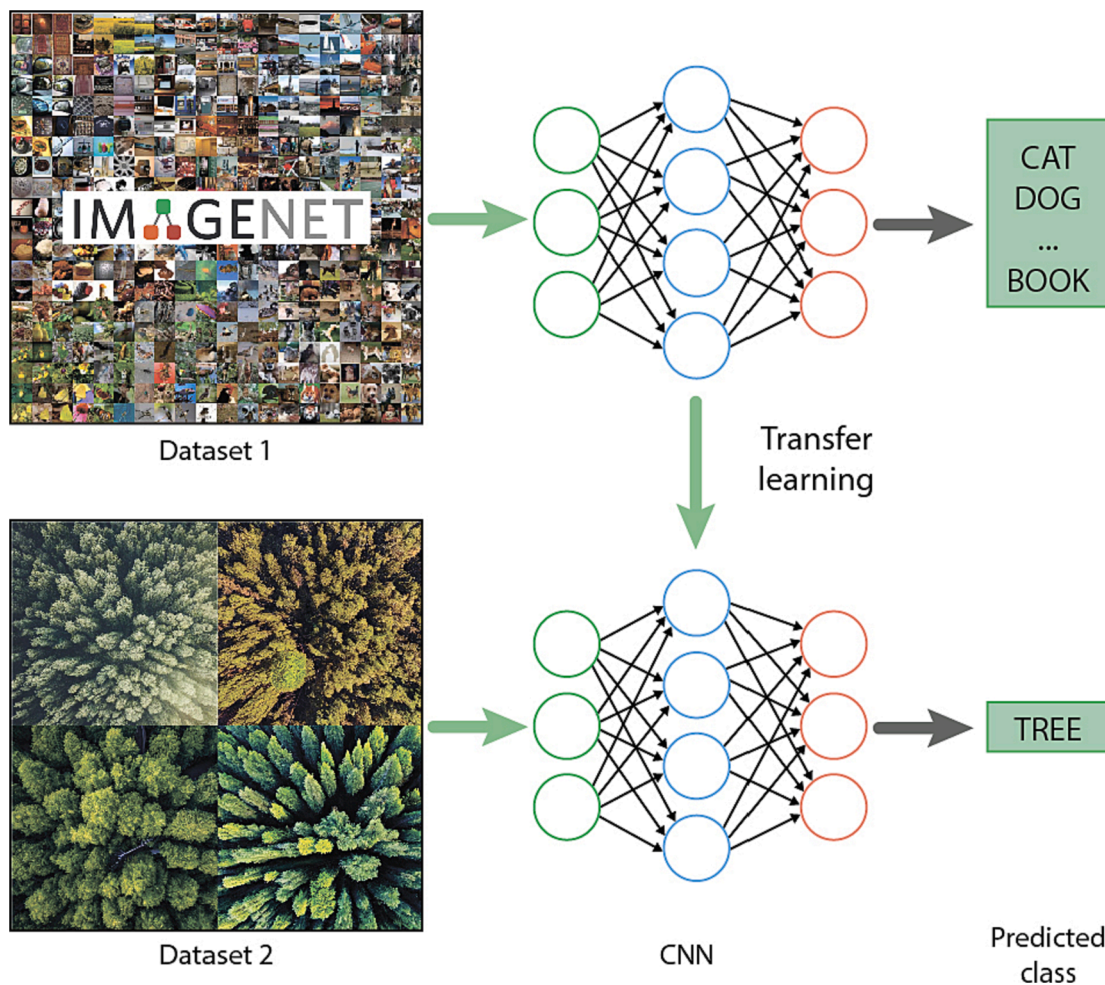 IMAGENET
CAT
DOG
...
BOOK
Dataset 1
Transfer
learning
TREE
Dataset 2
CNN
Predicted
class